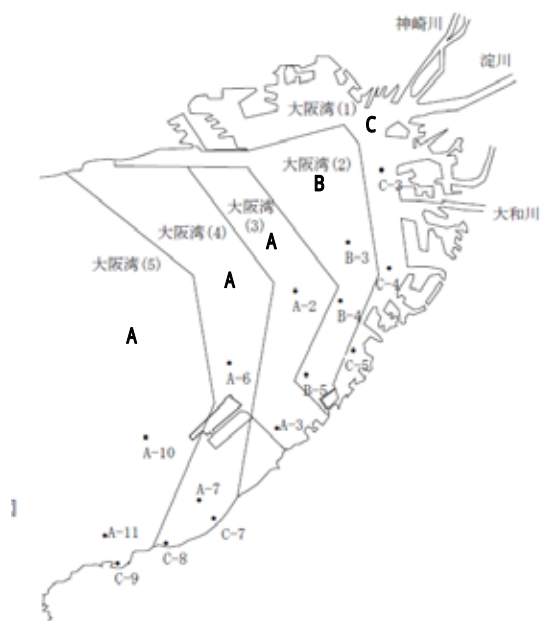 神崎川
淀川
大阪湾(1)
C
大阪湾(2)
C-3
B
大阪湾
(3)
大和川
大阪湾(4)
A
B-3
大阪湾(5)
C-4
A
A-2
B-4
A
C-5
A-6
B-5
A-3
A-10
A-7
C-7
A-11
C-8
C-9